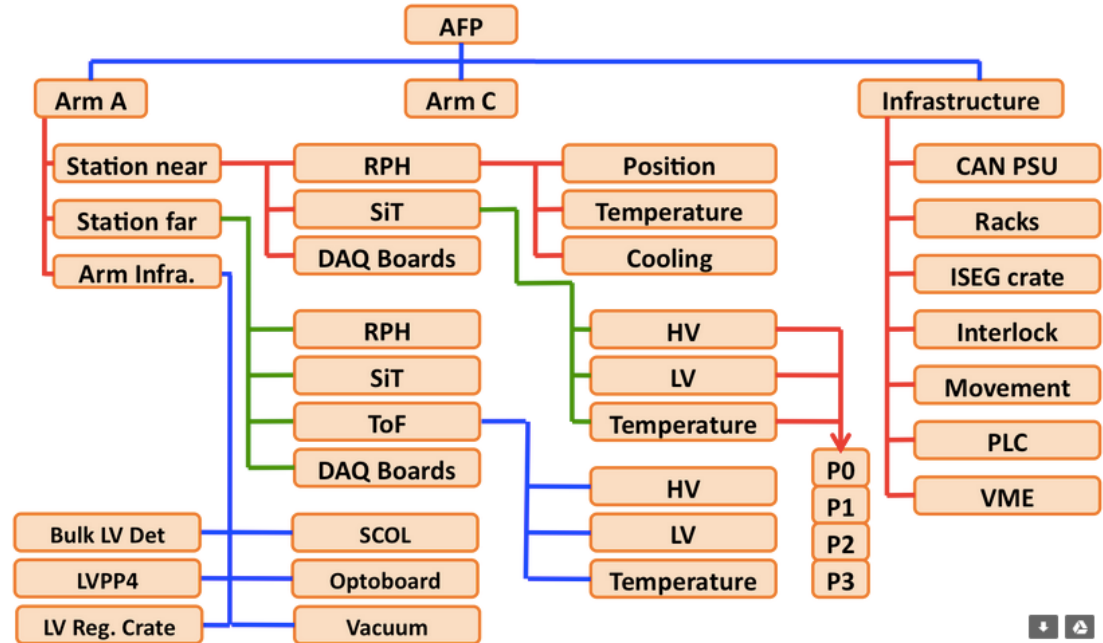 AFP
Arm A
Arm C
Infrastructure
Station near
RPH
Position
CAN PSU
Station far
SiT
Temperature
Racks
Arm Infra.
DAQ Boards
Cooling
ISEG crate
RPH
HV
Interlock
SiT
LV
Movement
ToF
Temperature
PLC
DAQ Boards
HV
P0
VME
P1
Bulk LV Det
SCOL
LV
P2
LVPP4
Optoboard
Temperature
P3
LV Reg. Crate
Vacuum